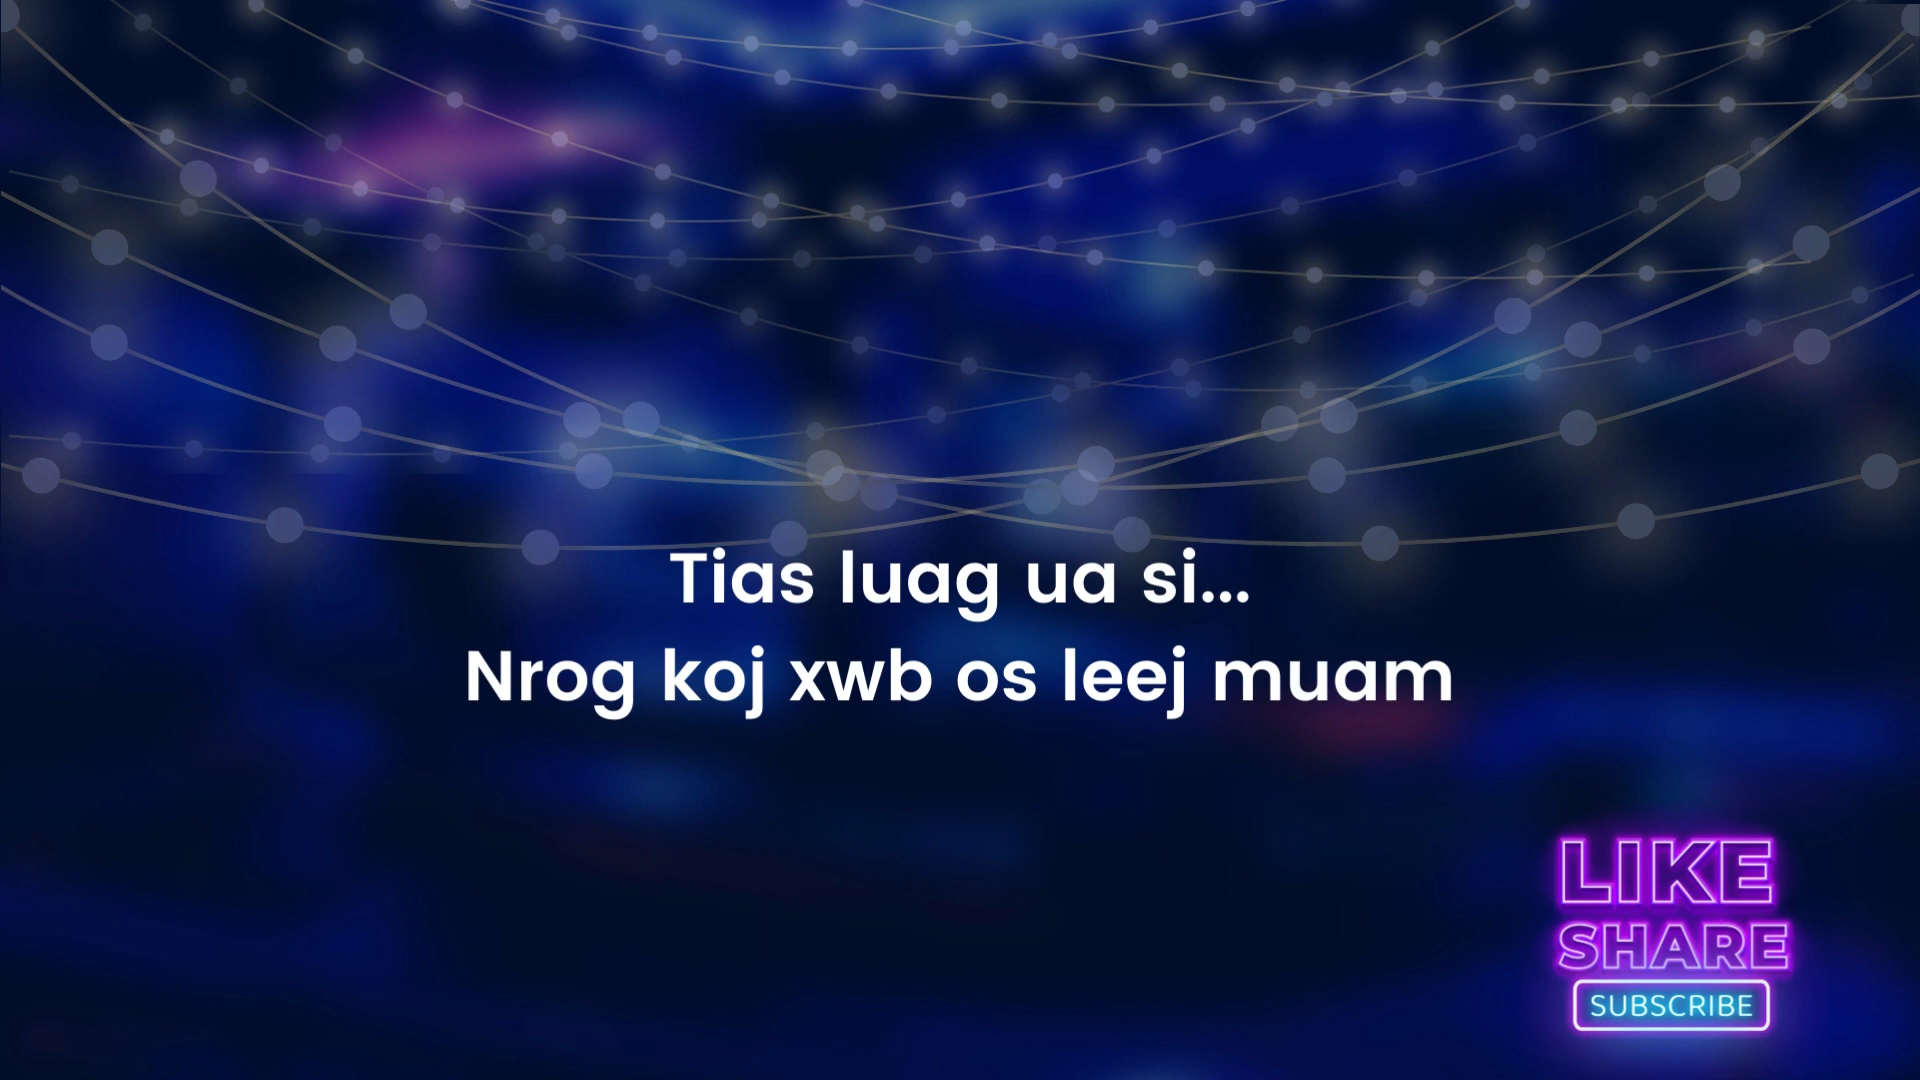 Tias luag ua si...
Nrog koj xwb os leej muam
LIKE
SHARE
SUBSCRIBE